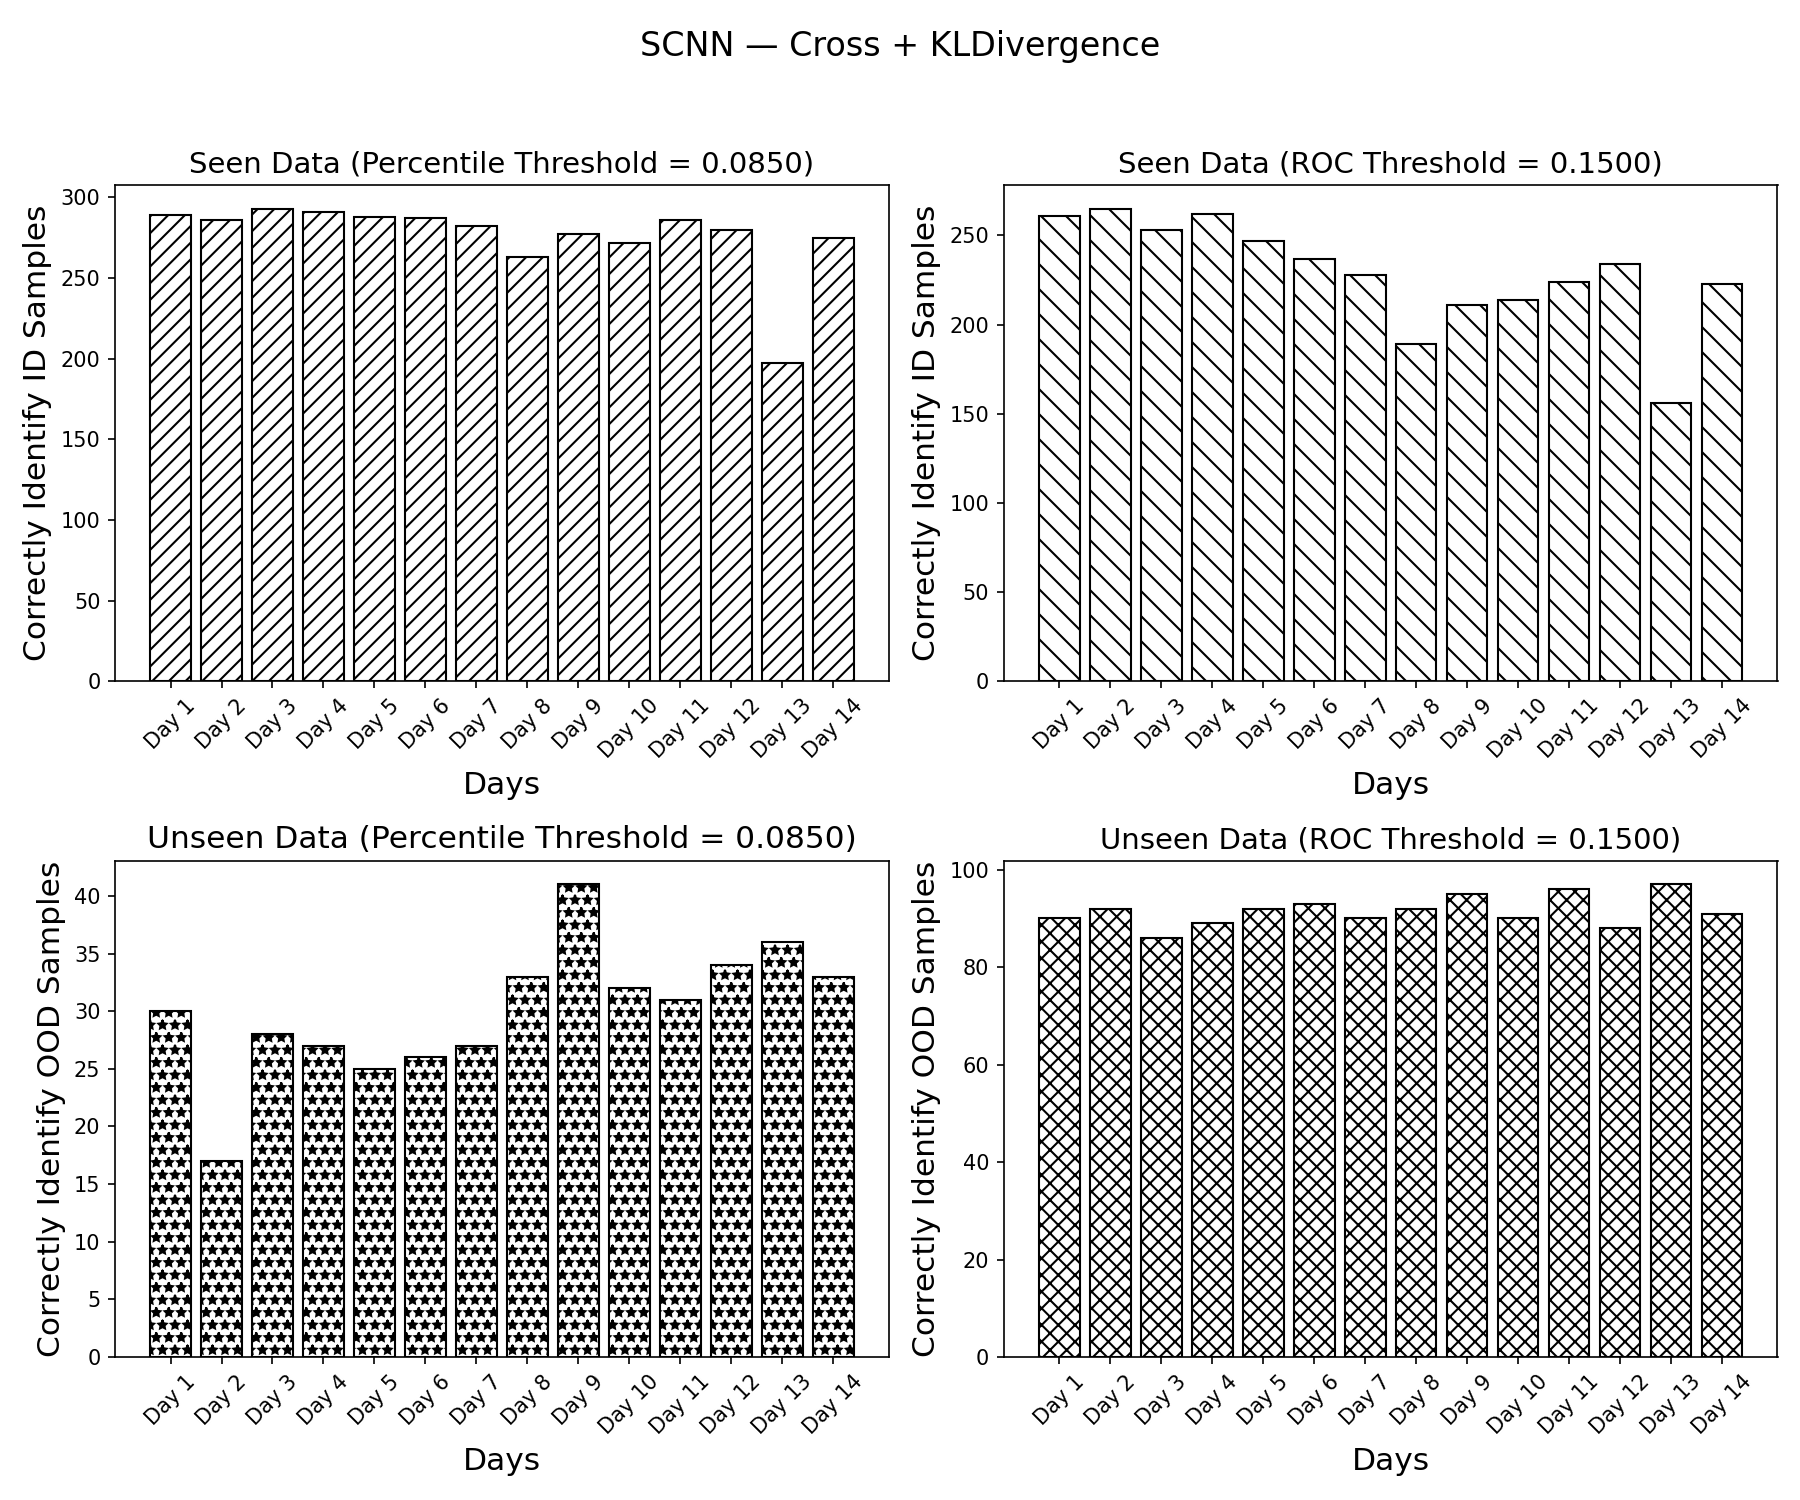 SCNN — Cross + KLDivergence
Seen Data (Percentile Threshold = 0.0850)
Correctly Identify ID Samples
300
250
200
150
100
50
0
Day 1
Day 2
Day 3
Day 4
Day 5
Day 6
Day 7
Day 8
Day 9
Day 10
Day 11
Day 12
Day 13
Day 14
Days
Seen Data (ROC Threshold = 0.1500)
Correctly Identify ID Samples
250
200
150
100
50
0
Day 1
Day 2
Day 3
Day 4
Day 5
Day 6
Day 7
Day 8
Day 9
Day 10
Day 11
Day 12
Day 13
Day 14
Days
Unseen Data (Percentile Threshold = 0.0850)
Correctly Identify OOD Samples
40
35
30
25
20
15
10
5
0
Day 1
Day 2
Day 3
Day 4
Day 5
Day 6
Day 7
Day 8
Day 9
Day 10
Day 11
Day 12
Day 13
Day 14
Days
Unseen Data (ROC Threshold = 0.1500)
Correctly Identify OOD Samples
100
80
60
40
20
0
Day 1
Day 2
Day 3
Day 4
Day 5
Day 6
Day 7
Day 8
Day 9
Day 10
Day 11
Day 12
Day 13
Day 14
Days